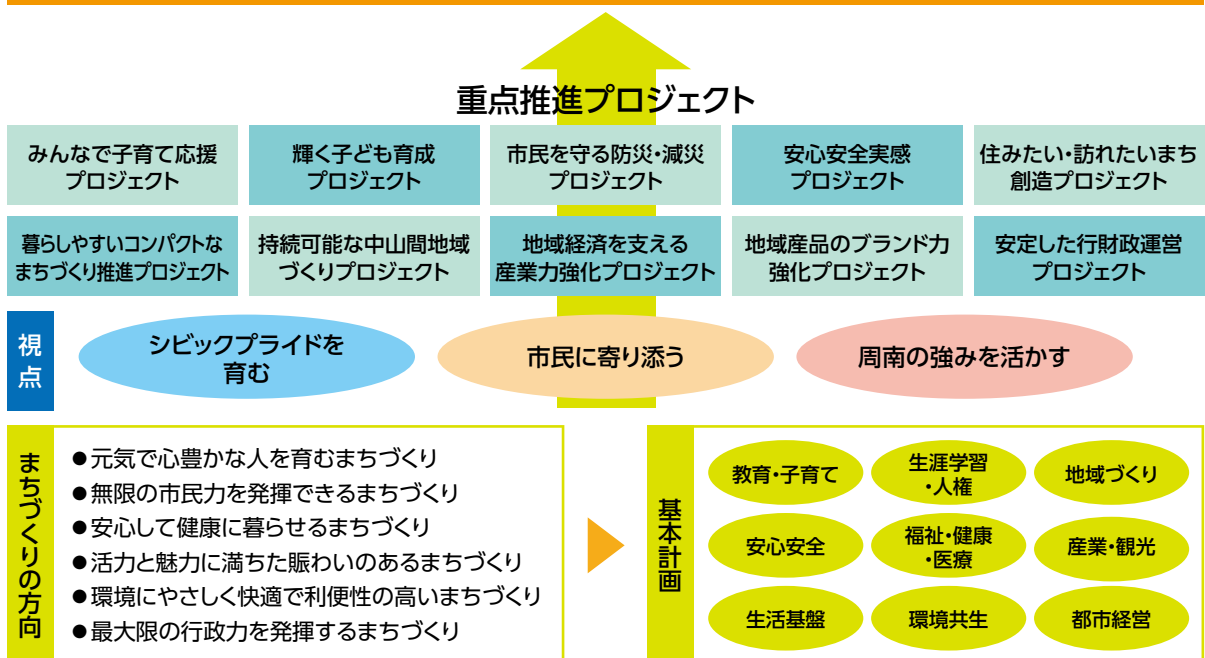 重点推進プロジェクト
みんなで子育て応援
プロジェクト
輝く子ども育成
プロジェクト
市民を守る防災・減災
プロジェクト
安心安全実感
プロジェクト
住みたい・訪れたいまち
創造プロジェクト
暮らしやすいコンパクトな
まちづくり推進プロジェクト
持続可能な中山間地域
づくりプロジェクト
地域経済を支える
産業力強化プロジェクト
地域産品のブランド力
強化プロジェクト
安定した行財政運営
プロジェクト
視点
シビックプライドを
育む
市民に寄り添う
周南の強みを活かす
まちづくりの方向
●元気で心豊かな人を育むまちづくり
●無限の市民力を発揮できるまちづくり
●安心して健康に暮らせるまちづくり
●活力と魅力に満ちた賑わいのあるまちづくり
●環境にやさしく快適で利便性の高いまちづくり
●最大限の行政力を発揮するまちづくり
基本計画
教育・子育て
生涯学習
・人権
地域づくり
安心安全
福祉・健康
・医療
産業・観光
生活基盤
環境共生
都市経営